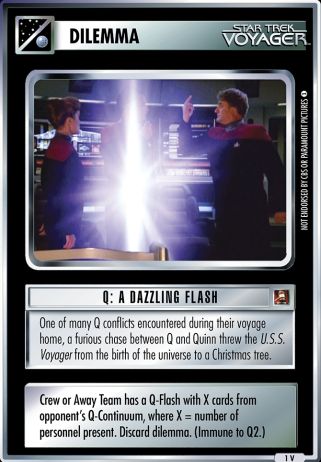 DILEMMA
STAR TREK
VOYAGER
NOT ENDORSED BY CBS OR PARAMOUNT PICTURES
Q: A DAZZLING FLASH
One of many Q conflicts encountered during their voyage
home, a furious chase between Q and Quinn threw the U.S.S.
Voyager from the birth of the universe to a Christmas tree.
Crew or Away Team has a Q-Flash with X cards from
opponent's Q-Continuum, where X = number of
personnel present. Discard dilemma. (Immune to Q2.)
1 V